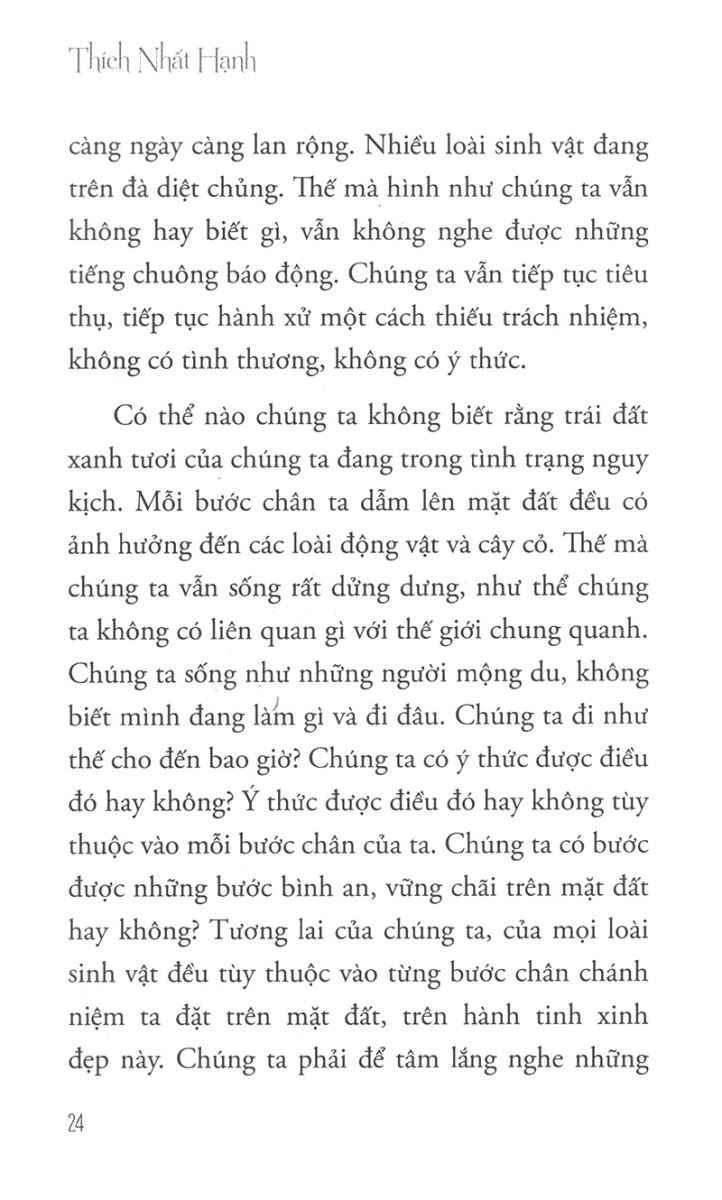 Thích Nhất Hạnh
càng ngày càng lan rộng. Nhiều loài sinh vật đang
trên đà diệt chủng. Thế mà hình như chúng ta vẫn
không hay biết gì, vẫn không nghe được những
tiếng chuông báo động. Chúng ta vẫn tiếp tục tiêu
thụ, tiếp tục hành xử một cách thiếu trách nhiệm,
không có tình thương, không có ý thức.
Có thể nào chúng ta không biết rằng trái đất
xanh tươi của chúng ta đang trong tình trạng nguy
kịch. Mỗi bước chân ta dẫm lên mặt đất đều có
ảnh hưởng đến các loài động vật và cây cỏ. Thế mà
chúng ta vẫn sống rất dửng dưng, như thể chúng
ta không có liên quan gì với thế giới chung quanh.
Chúng ta sống như những người mộng du, không
biết mình đang làm gì và đi đâu. Chúng ta đi như
thế cho đến bao giờ? Chúng ta có ý thức được điều
đó hay không? Ý thức được điều đó hay không tùy
thuộc vào mỗi bước chân của ta. Chúng ta có bước
được những bước bình an, vững chãi trên mặt đất
hay không? Tương lai của chúng ta, của mọi loài
sinh vật đều tùy thuộc vào từng bước chân chánh
niệm ta đặt trên mặt đất, trên hành tinh xinh
đẹp này. Chúng ta phải để tâm lắng nghe những
24